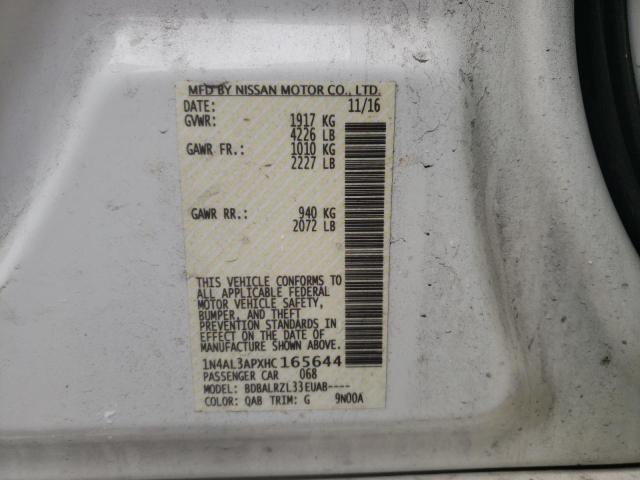 MFD BY NISSAN MOTOR CO., LTD.
DATE: 11/16
GVWR: 1917 KG
4226 LB
GAWR FR.: 1010 KG
2227 LB
GAWR RR.: 940 KG
2072 LB
THIS VEHICLE CONFORMS TO
ALL APPLICABLE FEDERAL
MOTOR VEHICLE SAFETY,
BUMPER, AND THEFT
PREVENTION STANDARDS IN
EFFECT ON THE DATE OF
MANUFACTURE SHOWN ABOVE.
1N4AL3APXHC165644
PASSENGER CAR 068
MODEL: BDBALRZL33EUAB----
COLOR: QAB TRIM: G 9N00A